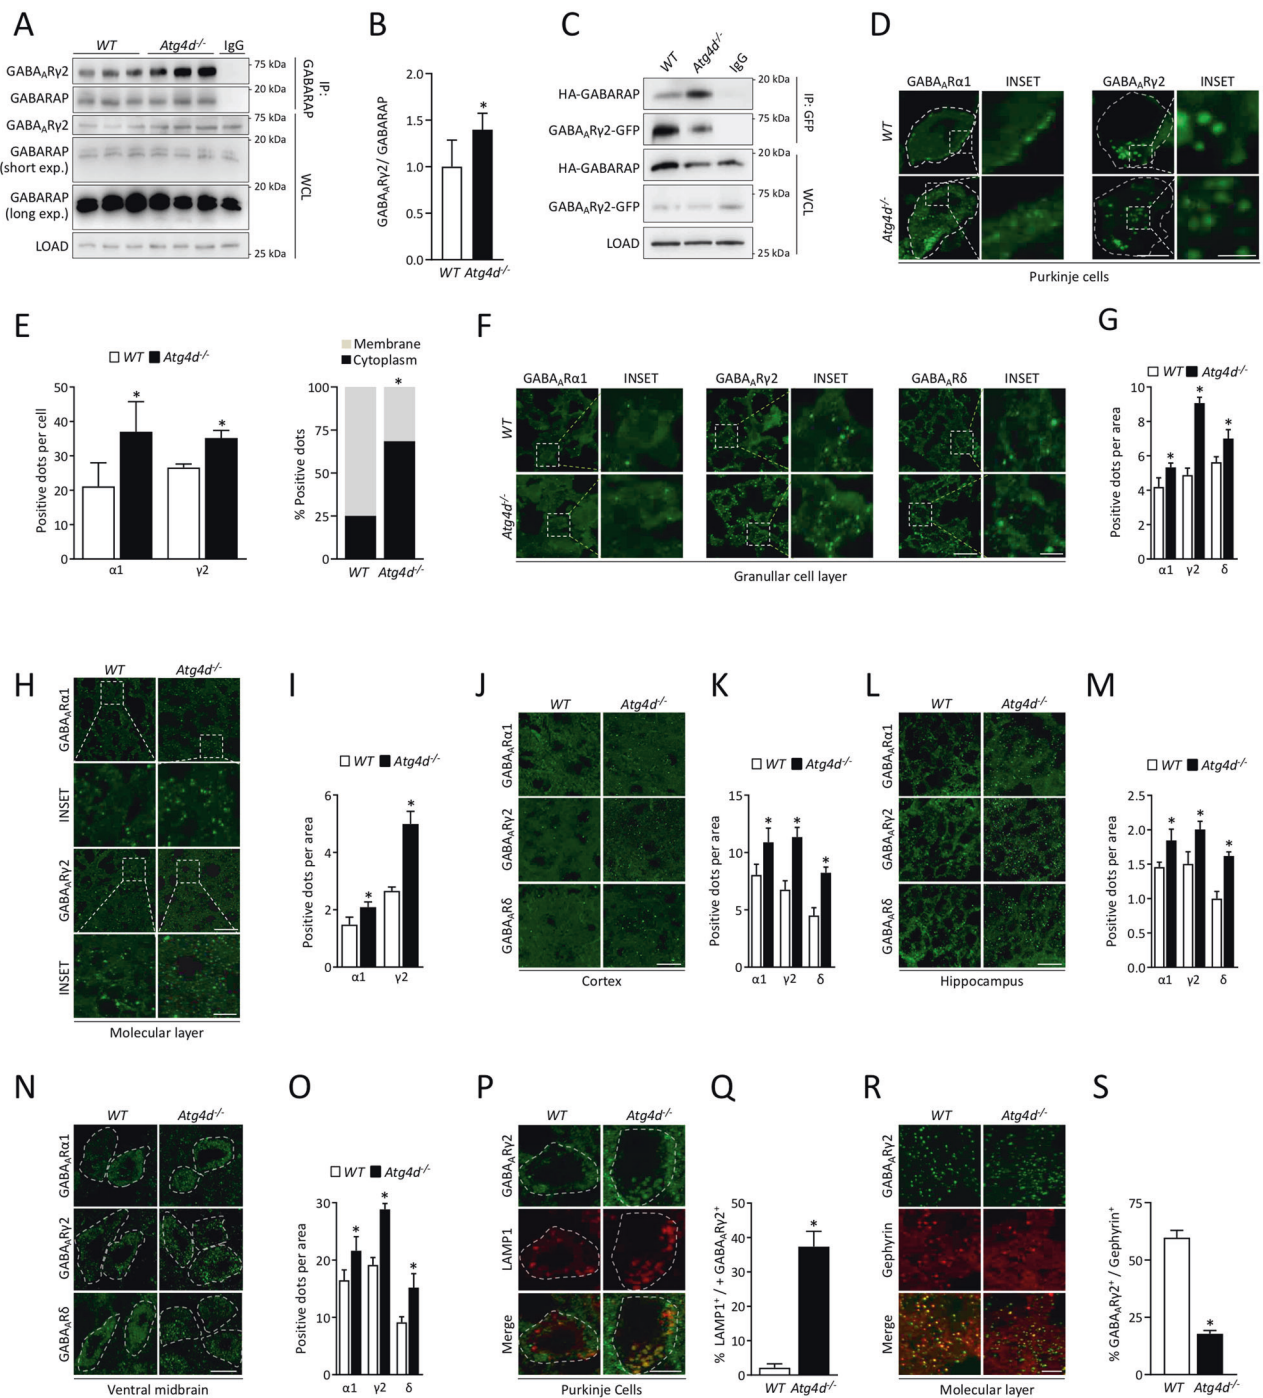 A
WT Atg4d-/- IgG
GABAARγ2
75 kDa
GABARAP
20 kDa
IP:
GABARAP
GABAARγ2
75 kDa
GABARAP
(short exp.)
GABARAP
(long exp.)
20 kDa
LOAD
25 kDa
WCL
B
GABAARγ2/ GABARAP
2.0
1.5
1.0
0.5
0.0
*
WT Atg4d-/-
C
WT Atg4d-/- IgG
HA-GABARAP
20 kDa
GABAARγ2-GFP
75 kDa
IP: GFP
HA-GABARAP
20 kDa
GABAARγ2-GFP
75 kDa
LOAD
20 kDa
WCL
D
GABAARα1 INSET GABAARγ2 INSET
WT
Atg4d-/-
Purkinje cells
E
WT Atg4d-/-
Positive dots per cell
50
40
30
20
10
0
* *
α1 γ2
Membrane
Cytoplasm
% Positive dots
100
75
50
25
0
*
WT Atg4d-/-
F
GABAARα1 INSET GABAARγ2 INSET GABAARδ INSET
WT
Atg4d-/-
Granullar cell layer
G
WT Atg4d-/-
Positive dots per area
10
8
6
4
2
0
* * *
α1 γ2 δ
H
WT Atg4d-/-
GABAARα1
INSET
GABAARγ2
INSET
Molecular layer
I
WT Atg4d-/-
Positive dots per area
6
4
2
0
* *
α1 γ2
J
WT Atg4d-/-
GABAARα1
GABAARγ2
GABAARδ
Cortex
K
WT Atg4d-/-
Positive dots per area
15
10
5
0
* * *
α1 γ2 δ
L
WT Atg4d-/-
GABAARα1
GABAARγ2
GABAARδ
Hippocampus
M
WT Atg4d-/-
Positive dots per area
2.5
2.0
1.5
1.0
0.5
0.0
* * *
α1 γ2 δ
N
WT Atg4d-/-
GABAARα1
GABAARγ2
GABAARδ
Ventral midbrain
O
WT Atg4d-/-
Positive dots per area
30
20
10
0
* * *
α1 γ2 δ
P
WT Atg4d-/-
GABAARγ2
LAMP1
Merge
Purkinje Cells
Q
% LAMP1+ / + GABAARγ2+
50
40
30
20
10
0
*
WT Atg4d-/-
R
WT Atg4d-/-
GABAARγ2
Gephyrin
Merge
Molecular layer
S
% GABAARγ2+ / Gephyrin+
75
50
25
0
*
WT Atg4d-/-